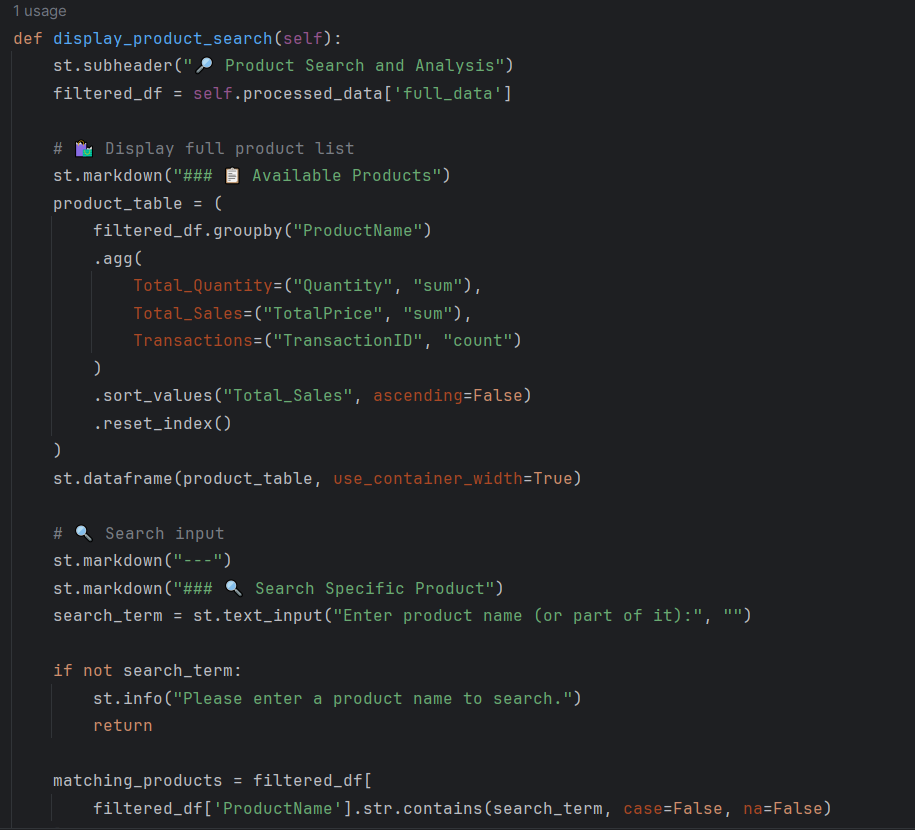 1 usage
def display_product_search(self):
    st.subheader("🔎 Product Search and Analysis")
    filtered_df = self.processed_data['full_data']

    # 🛍️ Display full product list
    st.markdown("### 📋 Available Products")
    product_table = (
        filtered_df.groupby("ProductName")
        .agg(
            Total_Quantity=("Quantity", "sum"),
            Total_Sales=("TotalPrice", "sum"),
            Transactions=("TransactionID", "count")
        )
        .sort_values("Total_Sales", ascending=False)
        .reset_index()
    )
    st.dataframe(product_table, use_container_width=True)

    # 🔍 Search input
    st.markdown("---")
    st.markdown("### 🔍 Search Specific Product")
    search_term = st.text_input("Enter product name (or part of it):", "")

    if not search_term:
        st.info("Please enter a product name to search.")
        return

    matching_products = filtered_df[
        filtered_df['ProductName'].str.contains(search_term, case=False, na=False)